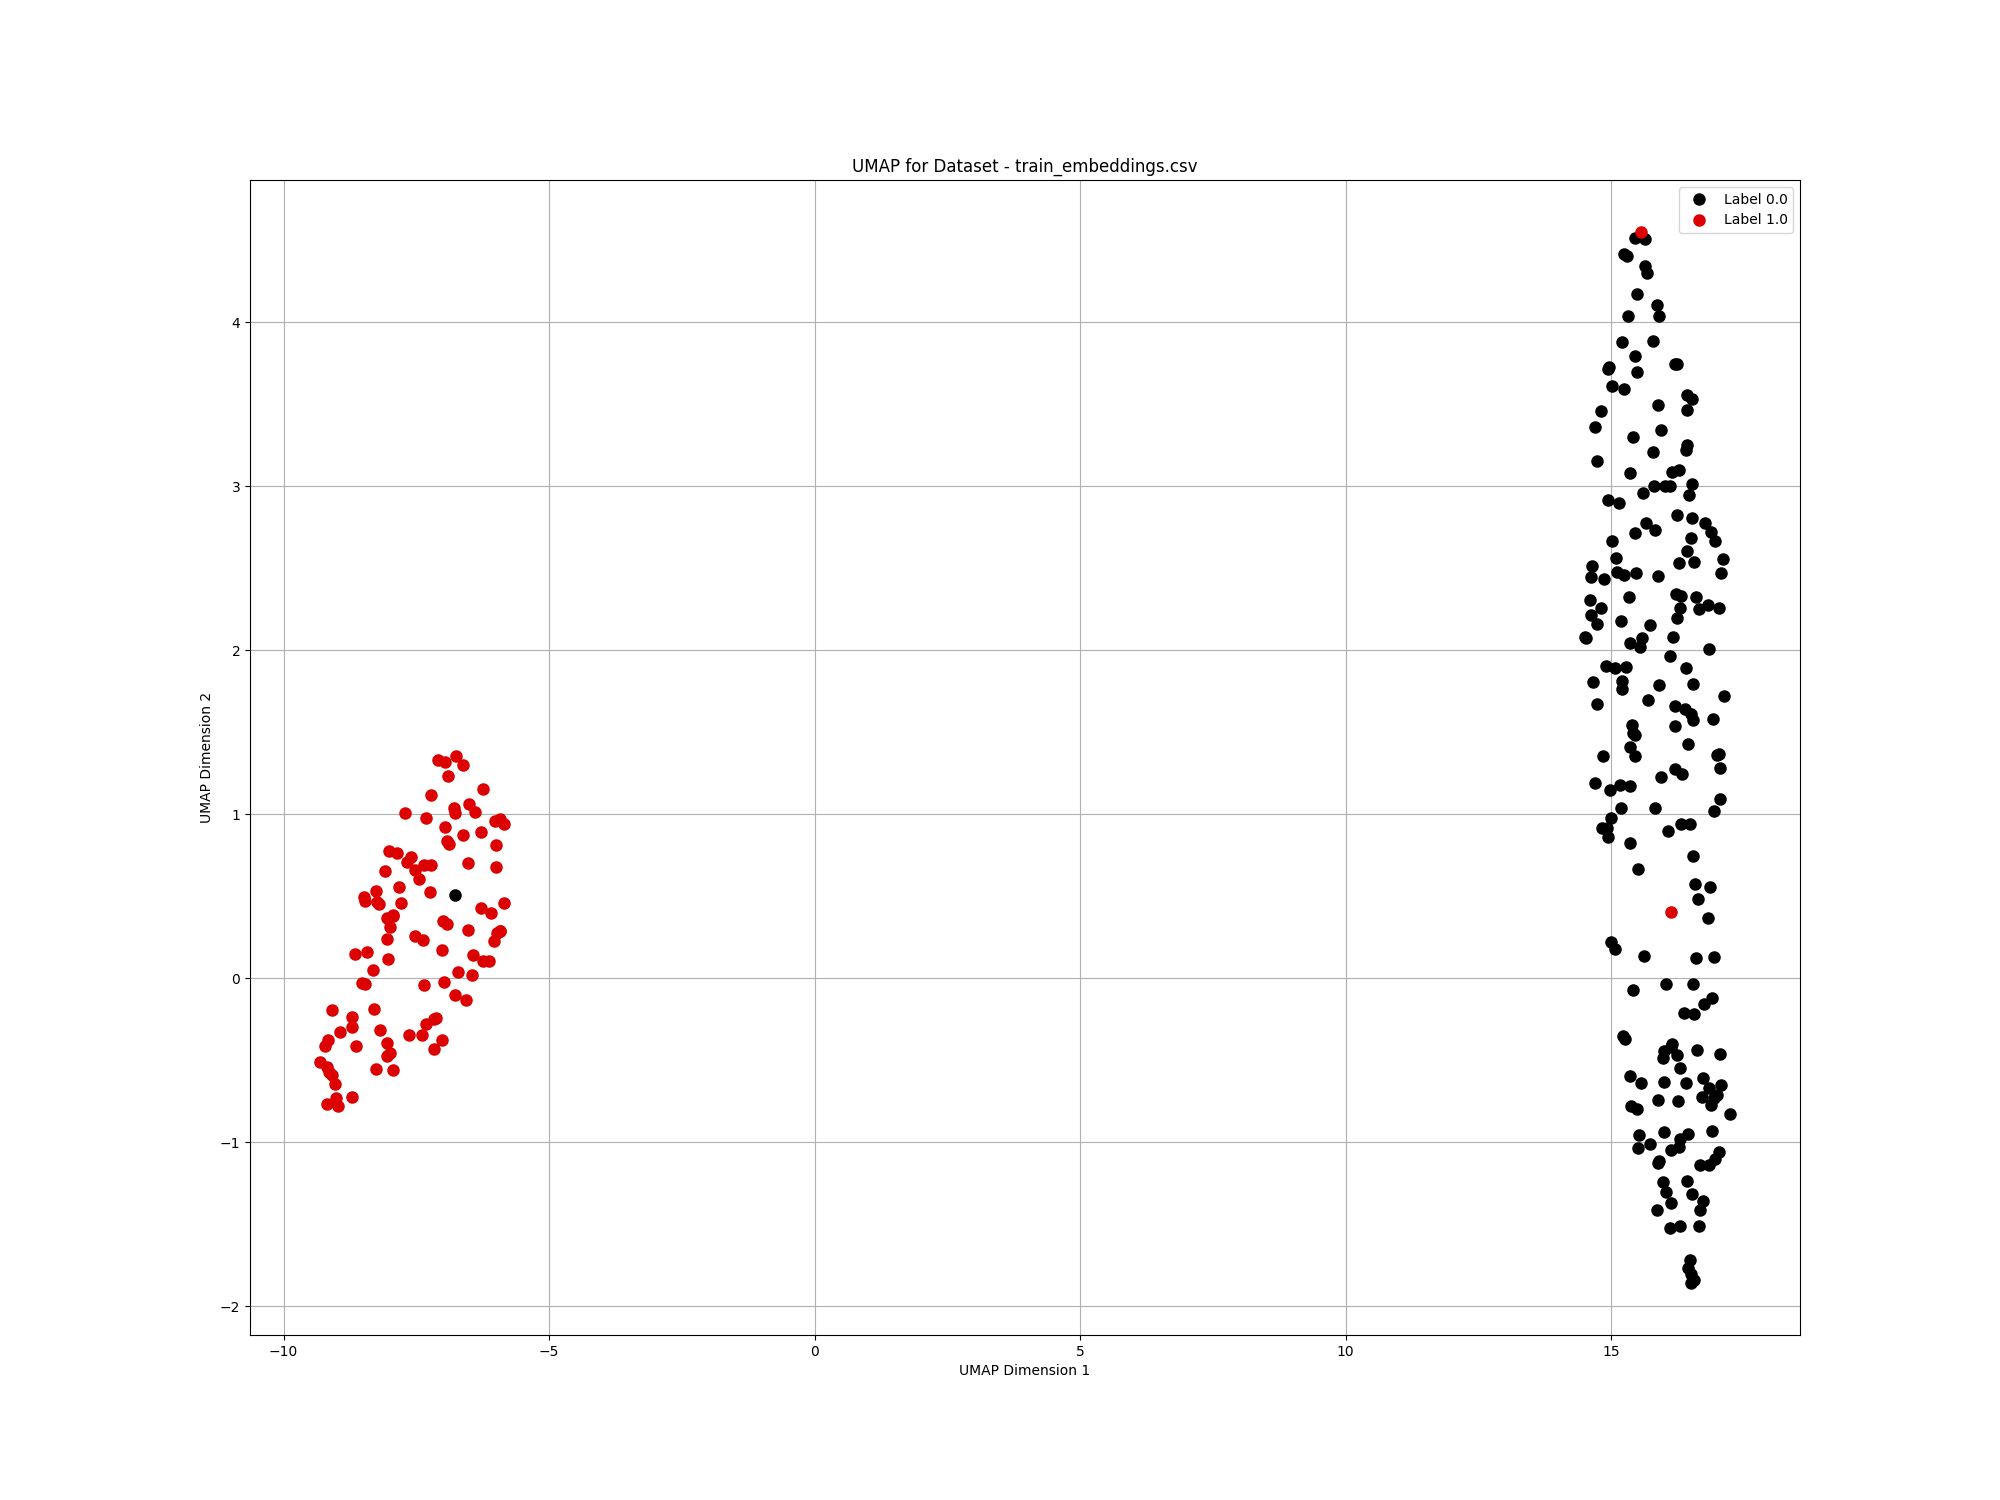 UMAP for Dataset - train_embeddings.csv
Label 0.0
Label 1.0
UMAP Dimension 2
4
3
2
1
0
−1
−2
−10
−5
0
5
10
15
UMAP Dimension 1